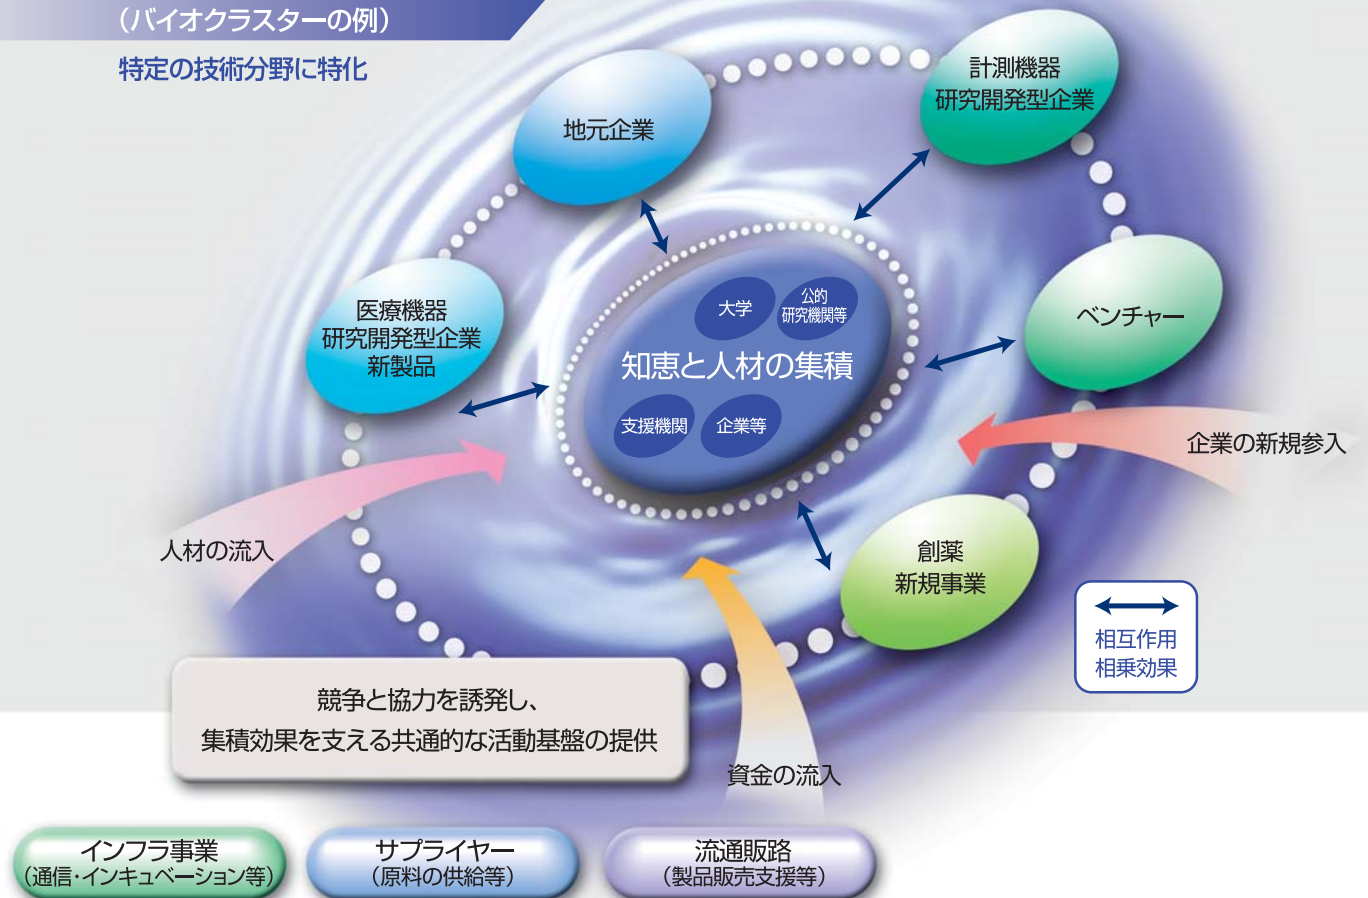 （バイオクラスターの例）
特定の技術分野に特化
計測機器
研究開発型企業
地元企業
医療機器
研究開発型企業
新製品
大学
公的
研究機関等
ベンチャー
知恵と人材の集積
支援機関
企業等
企業の新規参入
人材の流入
創薬
新規事業
相互作用
相乗効果
競争と協力を誘発し、
集積効果を支える共通的な活動基盤の提供
資金の流入
インフラ事業
（通信・インキュベーション等）
サプライヤー
（原料の供給等）
流通販路
（製品販売支援等）